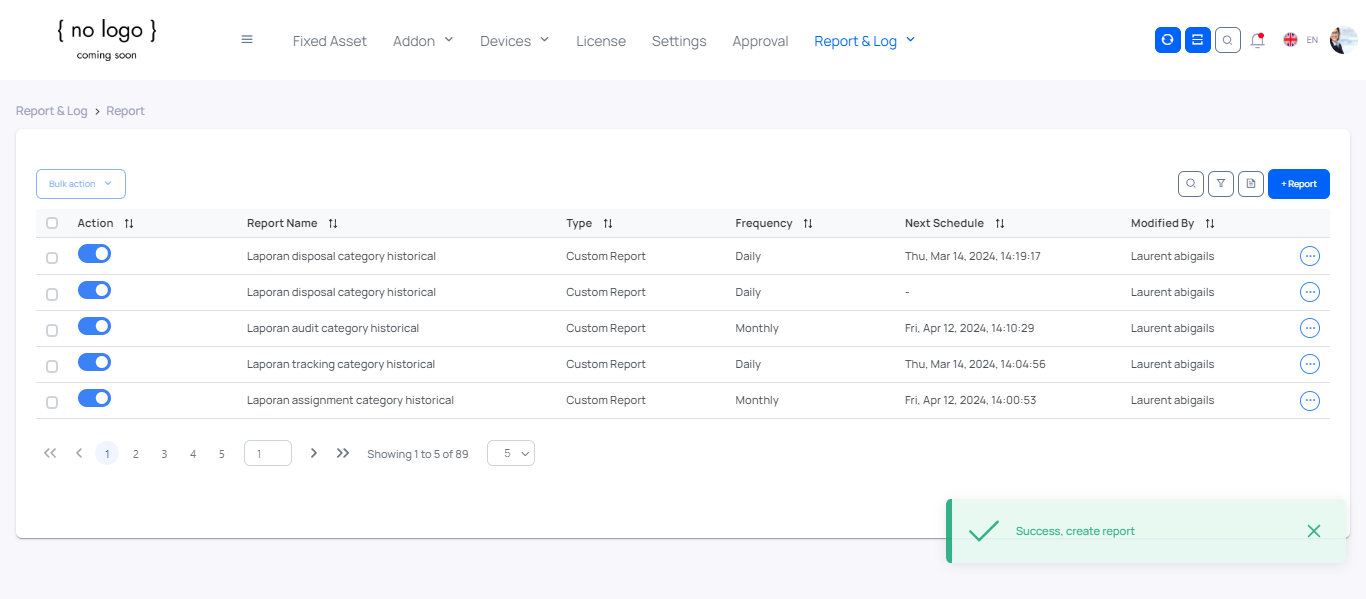 { no logo }
coming soon
Fixed Asset Addon Devices License Settings Approval Report & Log EN
Report & Log > Report
Bulk action + Report
Action Report Name Type Frequency Next Schedule Modified By
Laporan disposal category historical Custom Report Daily Thu, Mar 14, 2024, 14:19:17 Laurent abigails
Laporan disposal category historical Custom Report Daily - Laurent abigails
Laporan audit category historical Custom Report Monthly Fri, Apr 12, 2024, 14:10:29 Laurent abigails
Laporan tracking category historical Custom Report Daily Thu, Mar 14, 2024, 14:04:56 Laurent abigails
Laporan assignment category historical Custom Report Monthly Fri, Apr 12, 2024, 14:00:53 Laurent abigails
1 2 3 4 5 1 Showing 1 to 5 of 89 5
Success, create report